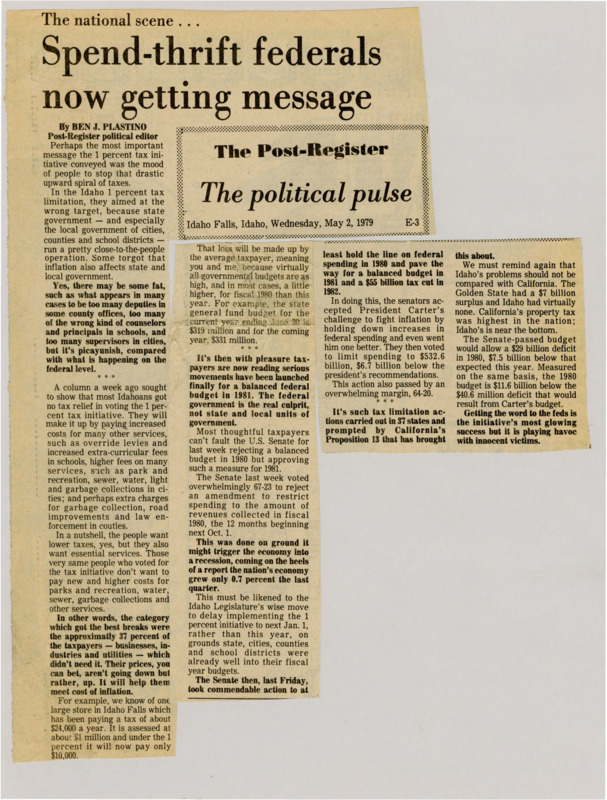 The national scene . . .
Spend-thrift federals
now getting message
By BEN J. PLASTINO
Post-Register political editor
Perhaps the most important
message the 1 percent tax ini-
tiative conveyed was the mood
of people to stop that drastic
upward spiral of taxes.
In the Idaho 1 percent tax
limitation, they aimed at the
wrong target, because state
government — and especially
the local government of cities,
counties and school districts —
run a pretty close-to-the-people
operation. Some forgot that
inflation also affects state and
local government.
Yes, there may be some fat,
such as what appears in many
cases to be too many deputies in
some county offices, too many
of the wrong kind of counselors
and principals in schools, and
too many supervisors in cities,
but it's picayunish, compared
with what is happening on the
federal level.
* * *
A column a week ago sought
to show that most Idahoans got
no tax relief in voting the 1 per-
cent tax initiative. They will
make it up by paying increased
costs for many other services,
such as override levies and
increased extra-curricular fees
in schools, higher fees on many
services, such as park and
recreation, sewer, water, light
and garbage collections in ci-
ties; and perhaps extra charges
for garbage collection, road
improvements and law en-
forcement in couties.
In a nutshell, the people want
lower taxes, yes, but they also
want essential services. Those
very same people who voted for
the tax initiative don't want to
pay new and higher costs for
parks and recreation, water,
sewer, garbage collections and
other services.
In other words, the category
which got the best breaks were
the approximatly 37 percent of
the taxpayers — businesses, in-
dustries and utilities — which
didn't need it. Their prices, you
can bet, aren't going down but
rather, up. It will help them
meet cost of inflation.
For example, we know of one
large store in Idaho Falls which
has been paying a tax of about
$24,000 a year. It is assessed at
about $1 million and under the 1
percent it will now pay only
$10,000.
The Post-Register
The political pulse
Idaho Falls, Idaho, Wednesday, May 2, 1979 E-3
That loss will be made up by
the average taxpayer, meaning
you and me, because virtually
all governmental budgets are as
high, and in most cases, a little
higher, for fiscal 1980 than this
year. For example, the state
general fund budget for the
current year ending June 30 is
$319 million and for the coming
year, $331 million.
* * *
It's then with pleasure tax-
payers are now reading serious
movements have been launched
finally for a balanced federal
budget in 1981. The federal
government is the real culprit,
not state and local units of
government.
Most thoughtful taxpayers
can't fault the U.S. Senate for
last week rejecting a balanced
budget in 1980 but approving
such a measure for 1981.
The Senate last week voted
overwhelmingly 67-23 to reject
an amendment to restrict
spending to the amount of
revenues collected in fiscal
1980, the 12 months beginning
next Oct. 1.
This was done on ground it
might trigger the economy into
a recession, coming on the heels
of a report the nation's economy
grew only 0.7 percent the last
quarter.
This must be likened to the
Idaho Legislature's wise move
to delay implementing the 1
percent initiative to next Jan. 1,
rather than this year, on
grounds state, cities, counties
and school districts were
already well into their fiscal
year budgets.
The Senate then, last Friday,
took commendable action to at
least hold the line on federal
spending in 1980 and pave the
way for a balanced budget in
1981 and a $55 billion tax cut in
1982.
In doing this, the senators ac-
cepted President Carter's
challenge to fight inflation by
holding down increases in
federal spending and even went
him one better. They then voted
to limit spending to $532.6
billion, $6.7 billion below the
president's recommendations.
This action also passed by an
overwhelming margin, 64-20.
* * *
It's such tax limitation ac-
tions carried out in 37 states and
prompted by California's
Proposition 13 that has brought
this about.
We must remind again that
Idaho's problems should not be
compared with California. The
Golden State had a $7 billion
surplus and Idaho had virtually
none. California's property tax
was highest in the nation;
Idaho's is near the bottom.
The Senate-passed budget
would allow a $29 billion deficit
in 1980, $7.5 billion below that
expected this year. Measured
on the same basis, the 1980
budget is $11.6 billion below the
$40.6 million deficit that would
result from Carter's budget.
Getting the word to the feds is
the initiative's most glowing
success but it is playing havoc
with innocent victims.